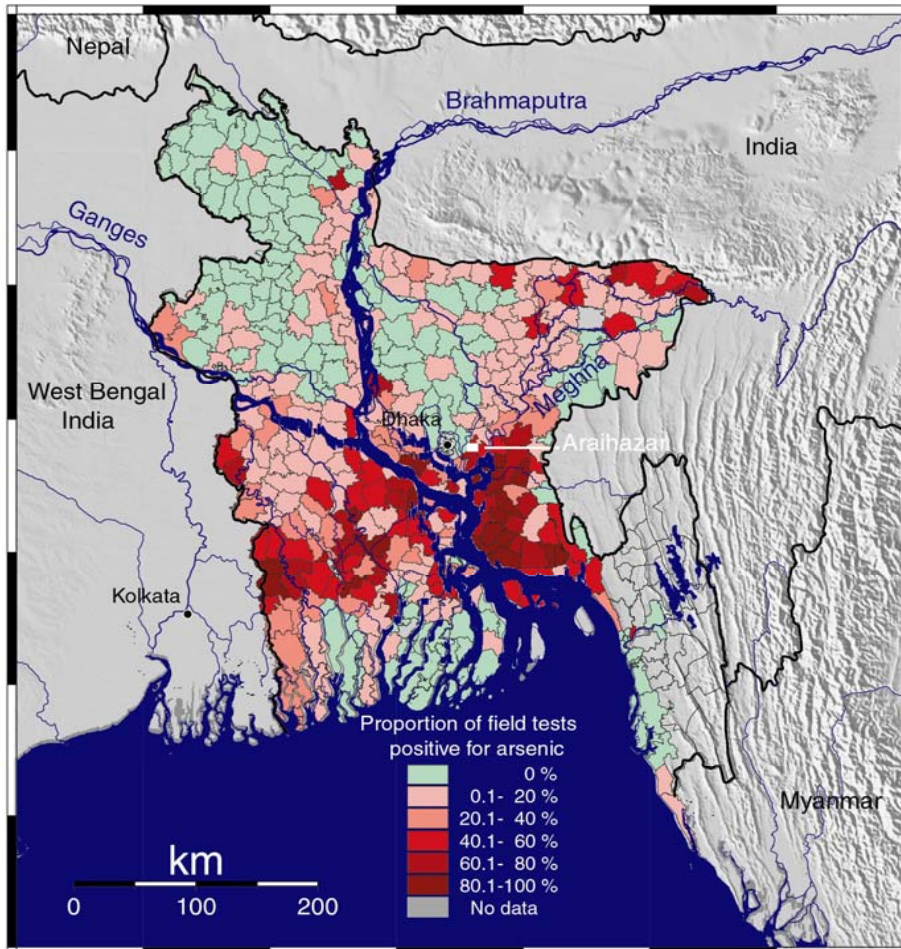 Nepal
Brahmaputra
India
Ganges
West Bengal
India
Meghna
Dhaka
Araihazar
Kolkata
Proportion of field tests
positive for arsenic
0 %
0.1- 20 %
20.1- 40 %
40.1- 60 %
60.1- 80 %
80.1-100 %
No data
Myanmar
km
0 100 200